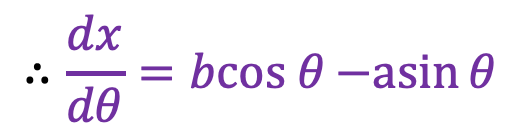 ∴ dx/dθ = bcos θ −asin θ